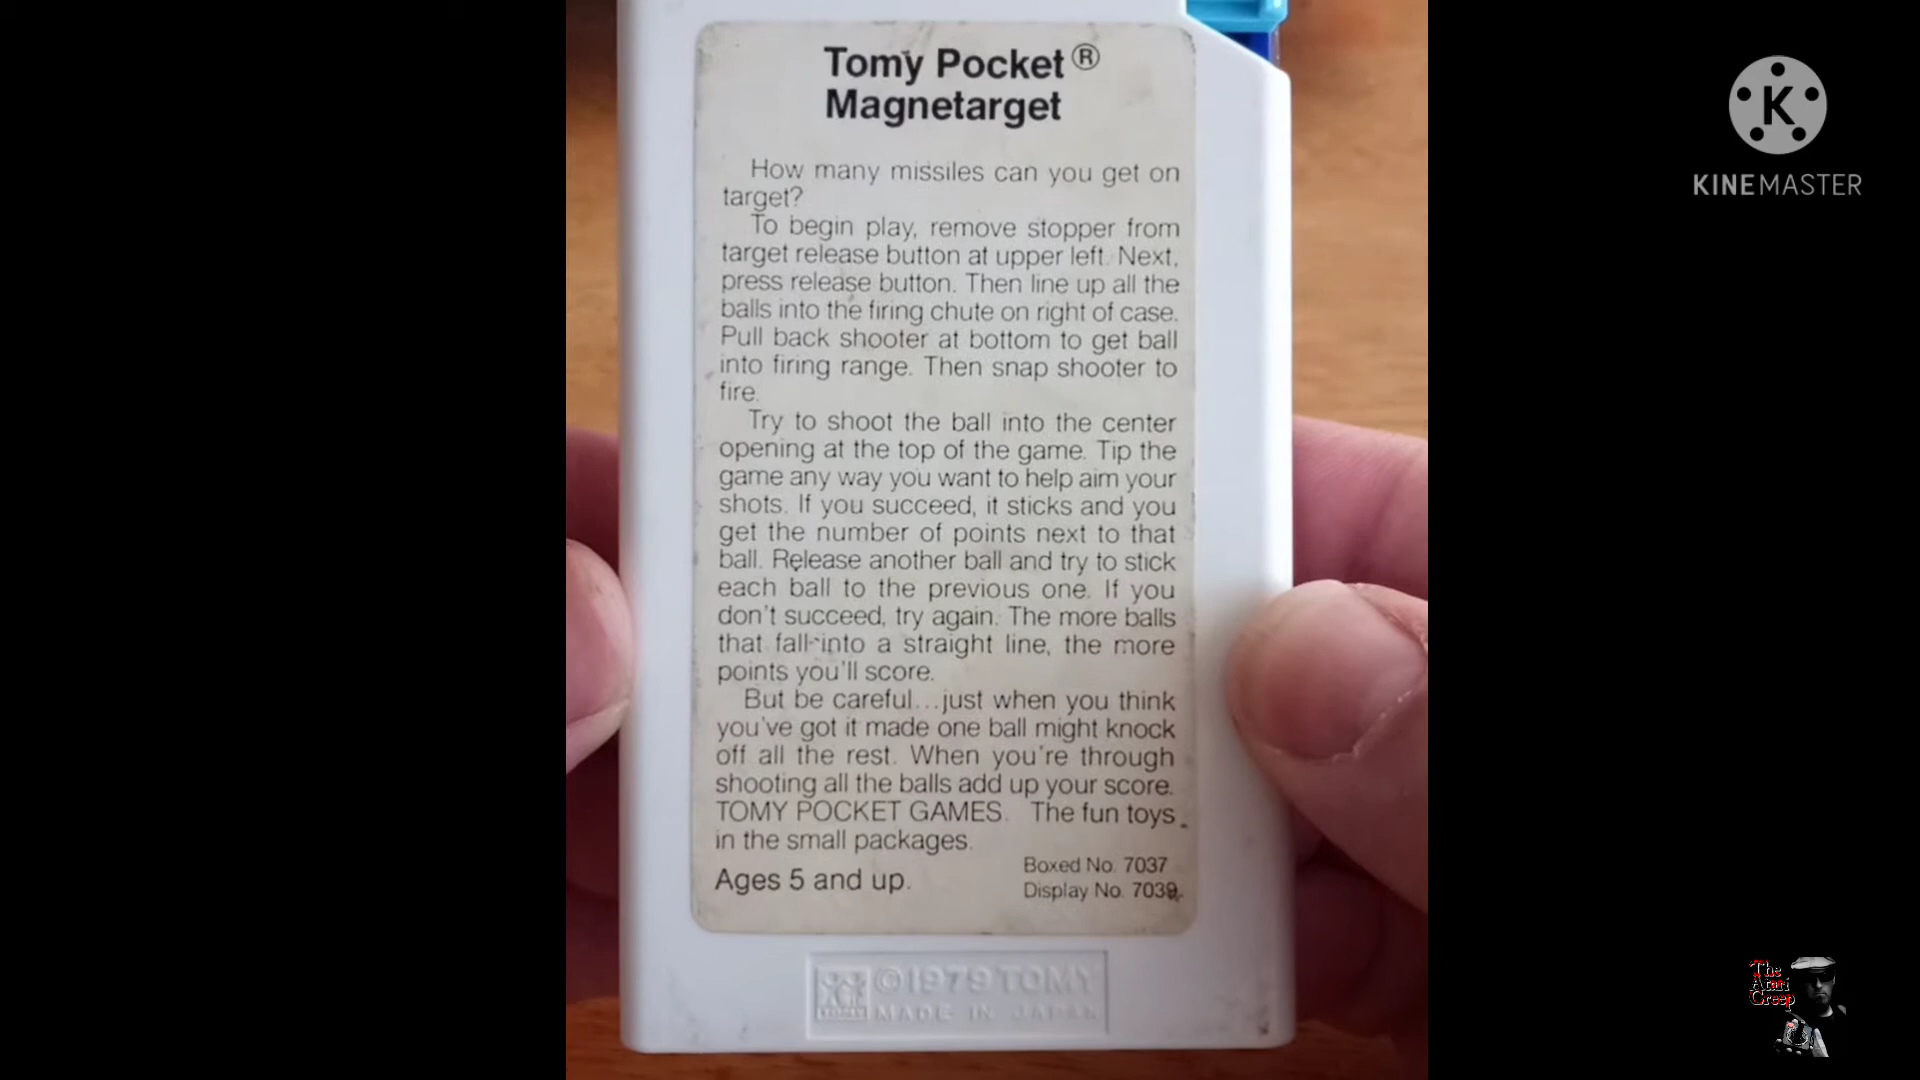 Tomy Pocket®
Magnetarget
How many missiles can you get on
target?
To begin play, remove stopper from
target release button at upper left. Next,
press release button. Then line up all the
balls into the firing chute on right of case.
Pull back shooter at bottom to get ball
into firing range. Then snap shooter to
fire.
Try to shoot the ball into the center
opening at the top of the game. Tip the
game any way you want to help aim your
shots. If you succeed, it sticks and you
get the number of points next to that
ball. Release another ball and try to stick
each ball to the previous one. If you
don't succeed, try again. The more balls
that fall into a straight line, the more
points you'll score.
But be careful...just when you think
you've got it made one ball might knock
off all the rest. When you're through
shooting all the balls add up your score.
TOMY POCKET GAMES. The fun toys
in the small packages.
Ages 5 and up.
Boxed No. 7037
Display No. 7039
©1979 TOMY
MADE IN JAPAN
K
KINEMASTER
The
Atari
Creep